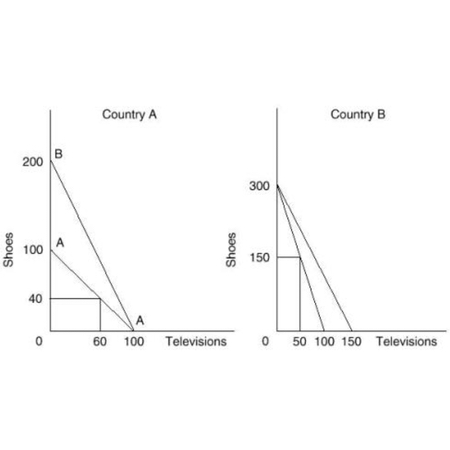 Country A
Shoes
200
B
100
A
40
A
0 60 100 Televisions
Country B
Shoes
300
150
0 50 100 150 Televisions